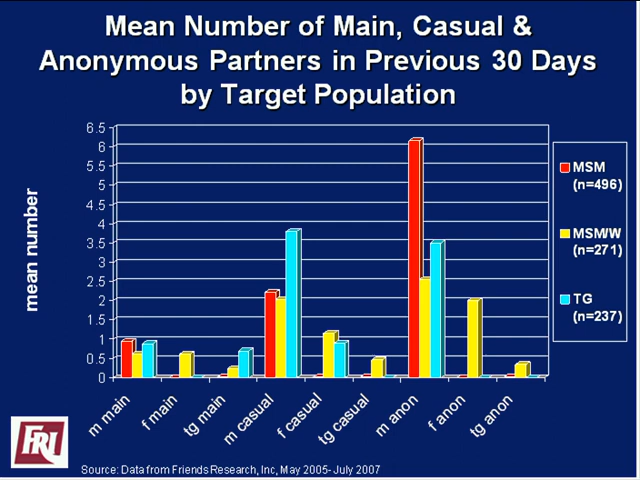 Mean Number of Main, Casual &
Anonymous Partners in Previous 30 Days
by Target Population
6.5
6
5.5
5
4.5
4
3.5
3
2.5
2
1.5
1
0.5
0
mean number
m main
f main
tg main
m casual
f casual
tg casual
m anon
f anon
tg anon
MSM
(n=496)
MSM/W
(n=271)
TG
(n=237)
FRI
Source: Data from Friends Research, Inc, May 2005- July 2007